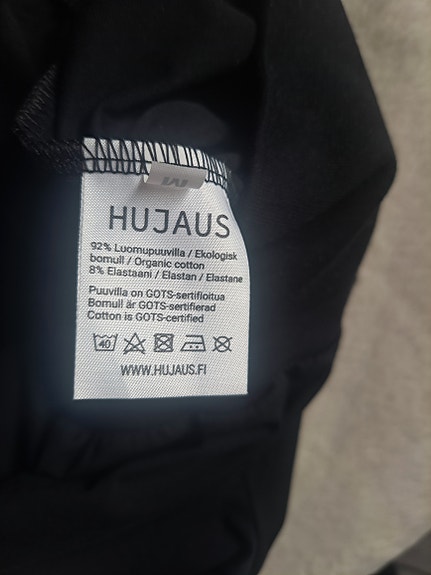 M
HUJAUS
92% Luomupuuvilla / Ekologisk
bomull / Organic cotton
8% Elastaani / Elastan / Elastane
Puuvilla on GOTS-sertifioitua
Bomull är GOTS-sertifierad
Cotton is GOTS-certified
40
WWW.HUJAUS.FI